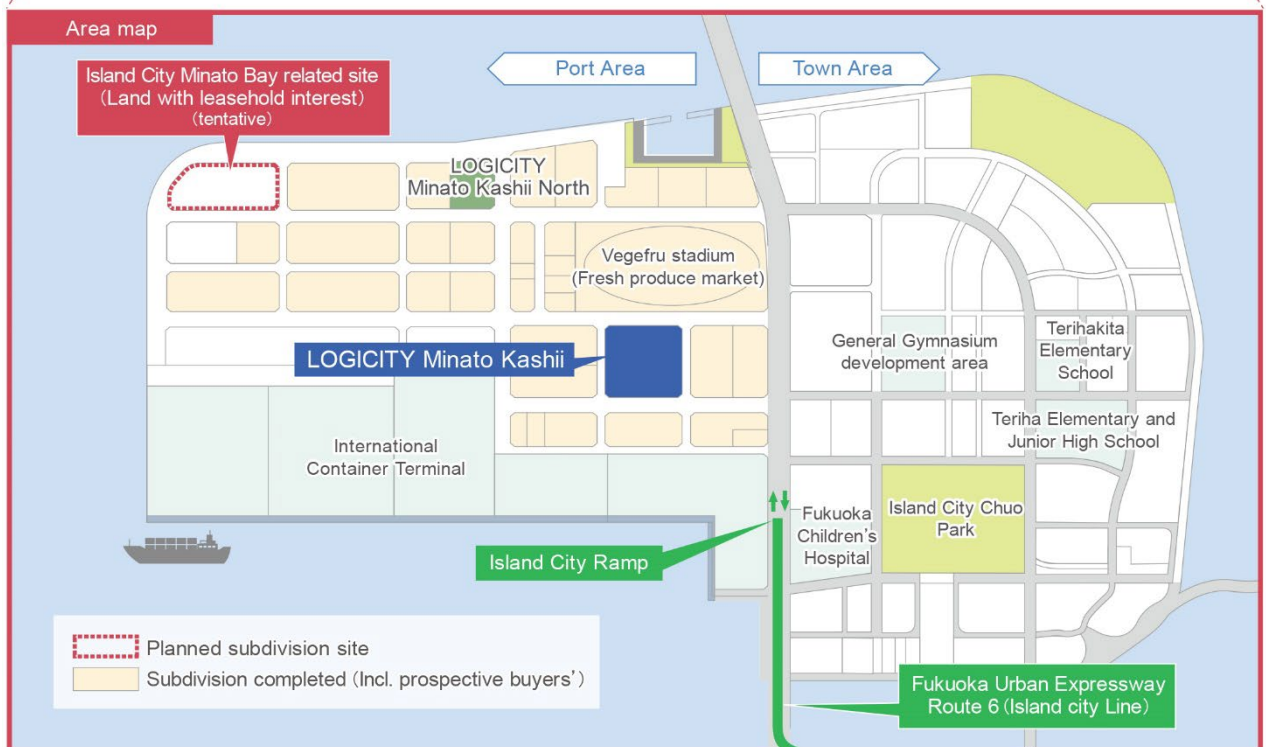 Area map
Island City Minato Bay related site
(Land with leasehold interest)
(tentative)
Port Area
Town Area
LOGICITY
Minato Kashii North
Vegefru stadium
(Fresh produce market)
LOGICITY Minato Kashii
General Gymnasium
development area
Terihakita
Elementary
School
Teriha Elementary and
Junior High School
International
Container Terminal
Island City Ramp
Fukuoka
Children's
Hospital
Island City Chuo
Park
Planned subdivision site
Subdivision completed (Incl. prospective buyers')
Fukuoka Urban Expressway
Route 6 (Island city Line)